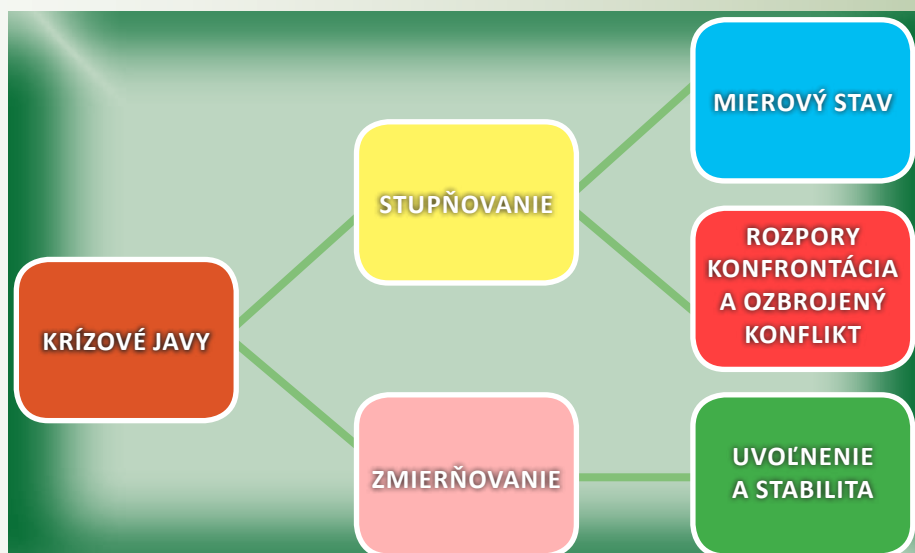 KRÍZOVÉ JAVY
STUPŇOVANIE
MIEROVÝ STAV
ROZPORY
KONFRONTÁCIA
A OZBROJENÝ
KONFLIKT
ZMIERŇOVANIE
UVOĽNENIE
A STABILITA